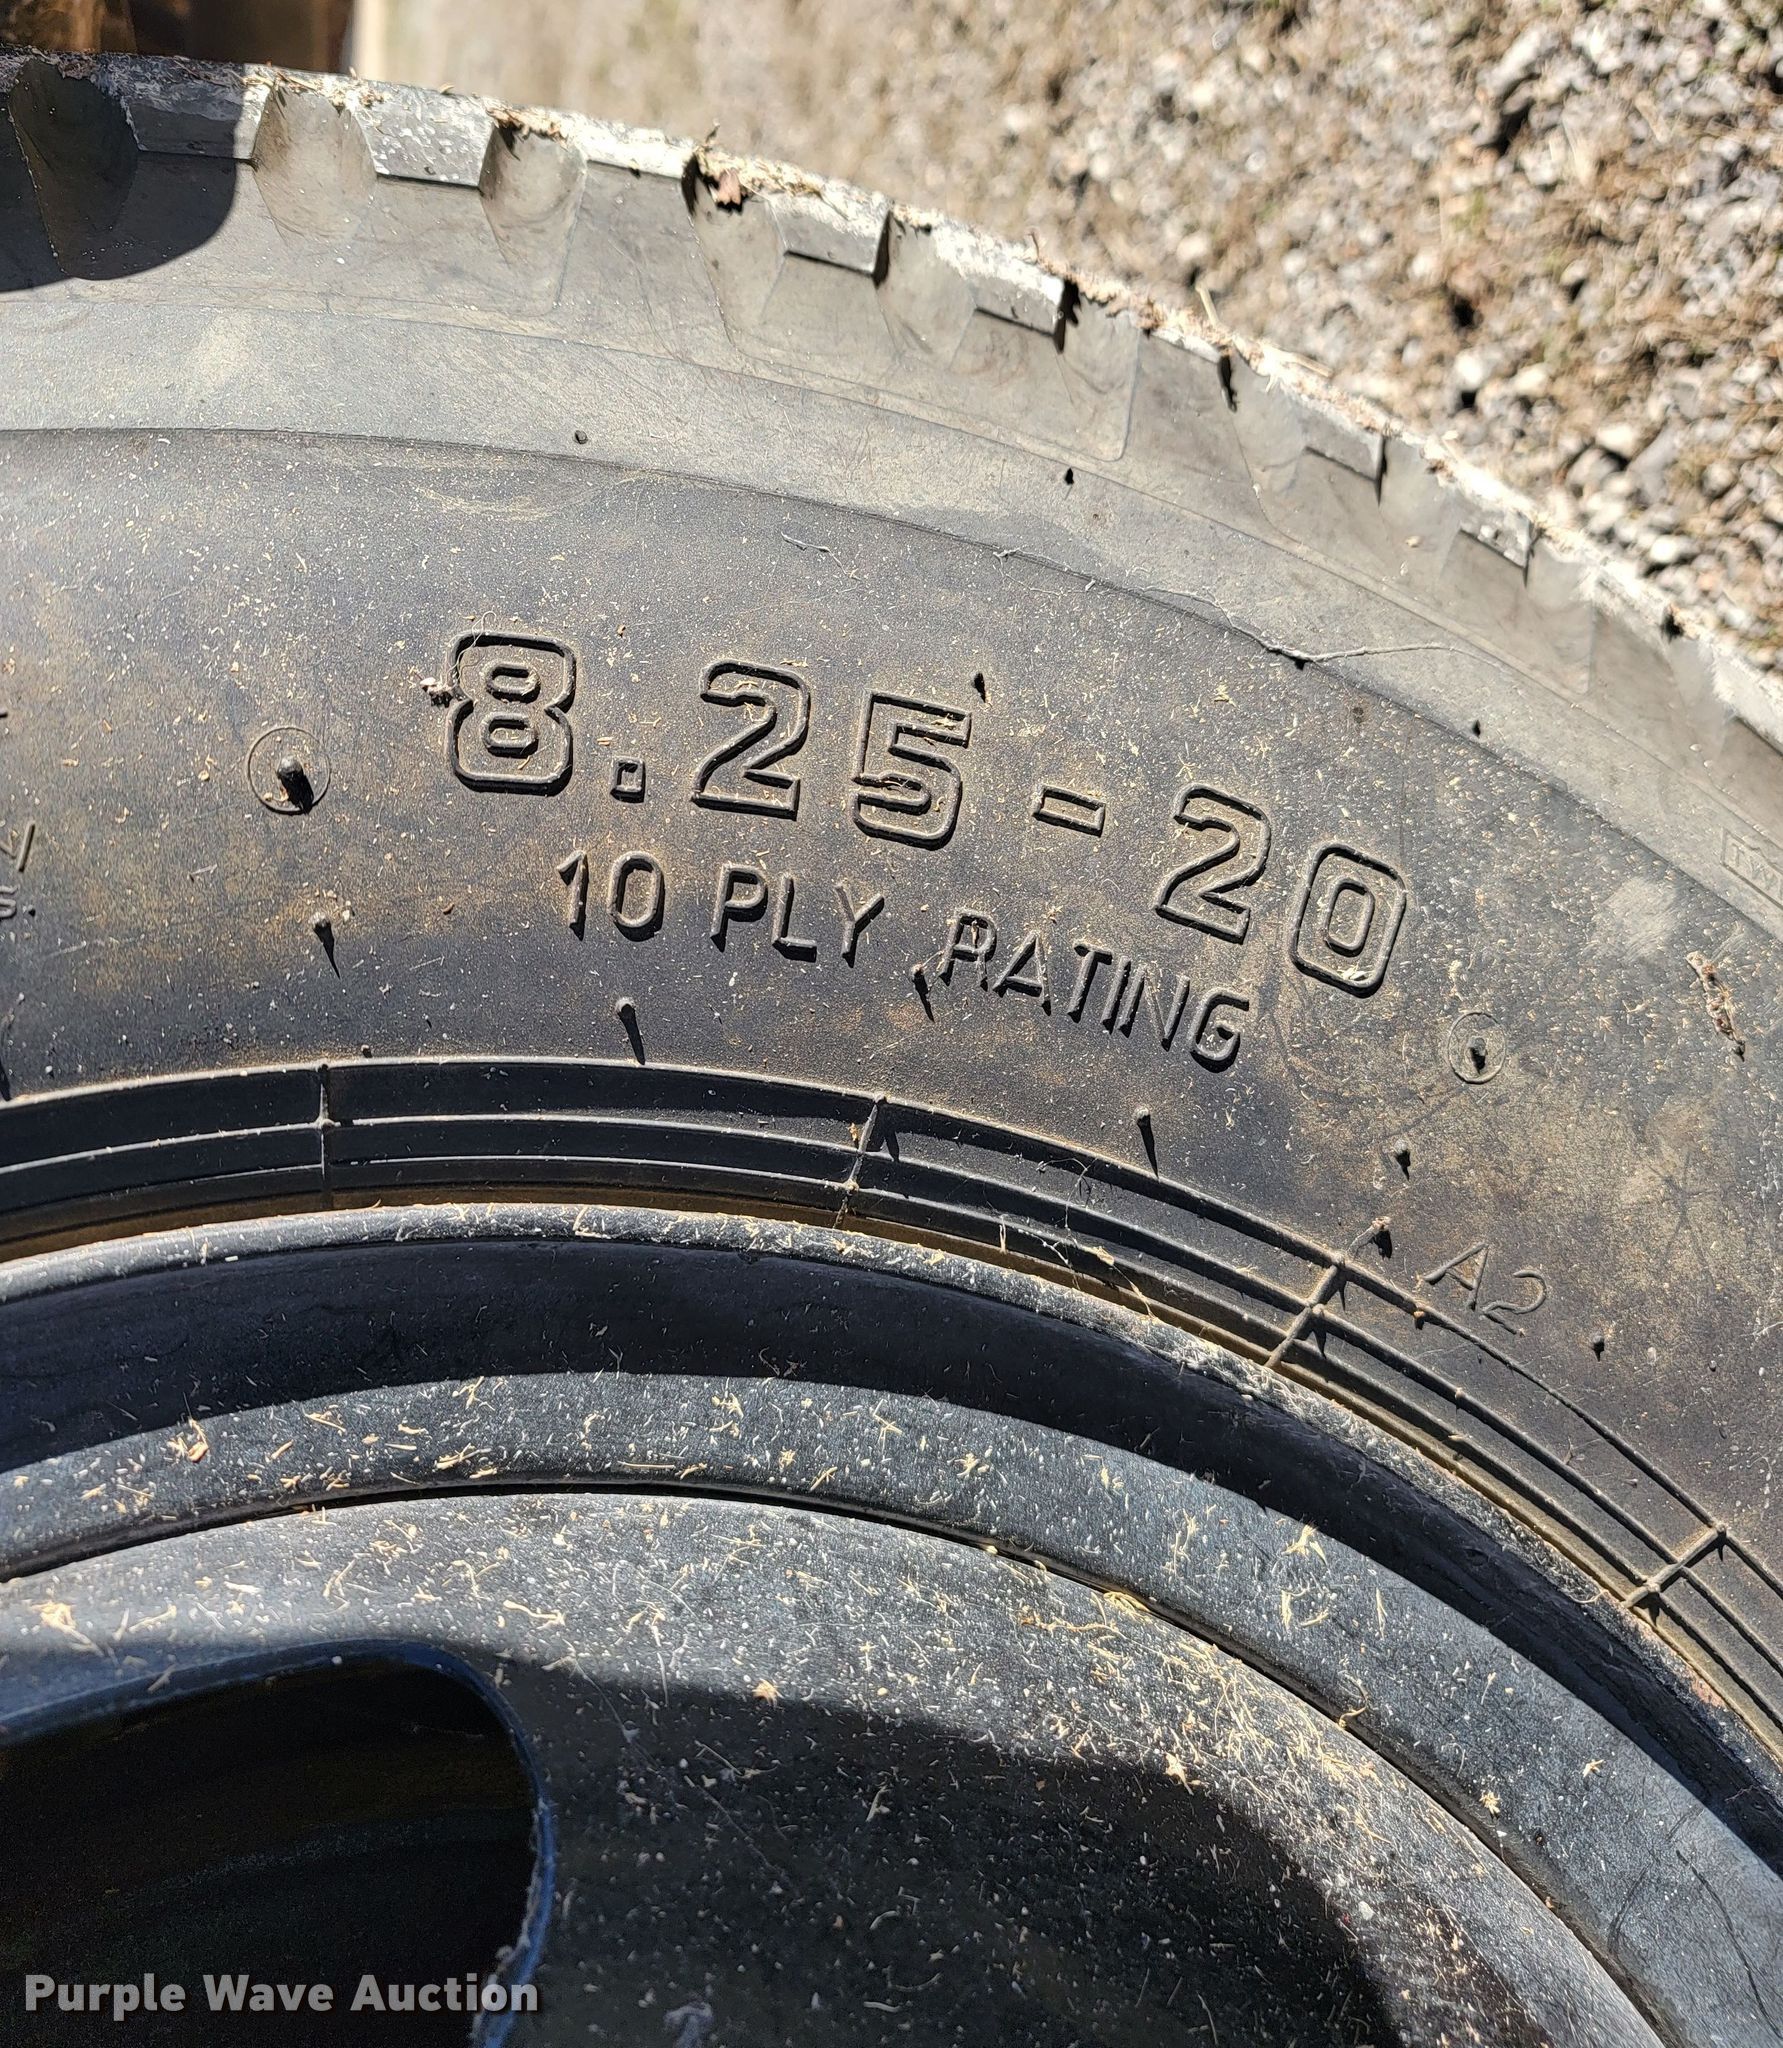 8.25-20
10 PLY RATING
A2
Purple Wave Auction